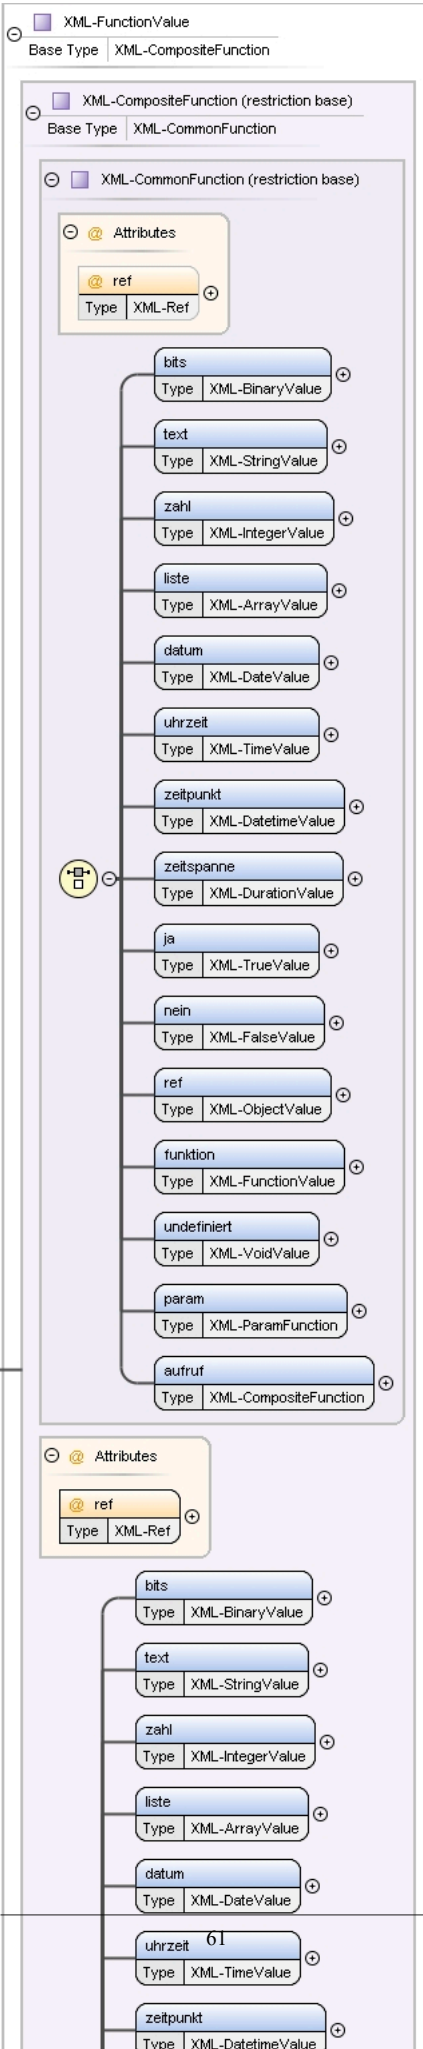 XML-FunctionValue
Base Type XML-CompositeFunction
XML-CompositeFunction (restriction base)
Base Type XML-CommonFunction
XML-CommonFunction (restriction base)
@ Attributes
@ ref
Type XML-Ref
bits
Type XML-BinaryValue
text
Type XML-StringValue
zahl
Type XML-IntegerValue
liste
Type XML-ArrayValue
datum
Type XML-DateValue
uhrzeit
Type XML-TimeValue
zeitpunkt
Type XML-DatetimeValue
zeitspanne
Type XML-DurationValue
ja
Type XML-TrueValue
nein
Type XML-FalseValue
ref
Type XML-ObjectValue
funktion
Type XML-FunctionValue
undefiniert
Type XML-VoidValue
param
Type XML-ParamFunction
aufruf
Type XML-CompositeFunction
@ Attributes
@ ref
Type XML-Ref
bits
Type XML-BinaryValue
text
Type XML-StringValue
zahl
Type XML-IntegerValue
liste
Type XML-ArrayValue
datum
Type XML-DateValue
uhrzeit 61
Type XML-TimeValue
zeitpunkt
Type XML-DatetimeValue